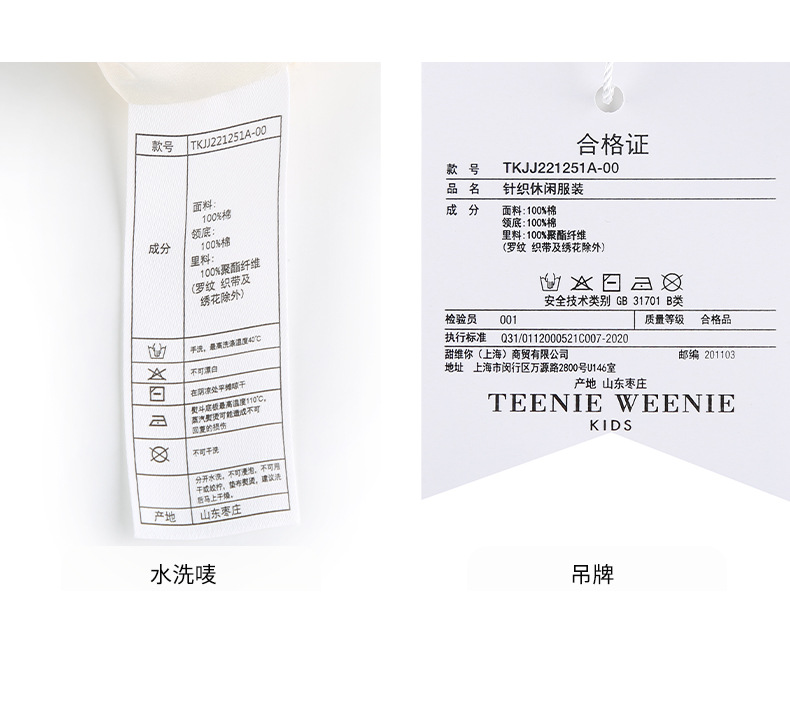 款号 TKJJ221251A-00
成分
面料:
100%棉
领底:
100%棉
里料:
100%聚酯纤维
(罗纹 织带及
绣花除外)
手洗，最高洗涤温度40℃
不可漂白
在阴凉处平摊晾干
熨斗底板最高温度110℃，
蒸汽熨烫可能造成不可
回复的损伤
不可干洗
分开水洗，不可浸泡，不可甩
干或绞拧，垫布熨烫，建议洗
后马上干燥。
产地 山东枣庄
水洗唛
合格证
款 号 TKJJ221251A-00
品 名 针织休闲服装
成 分 面料:100%棉
领底:100%棉
里料:100%聚酯纤维
(罗纹 织带及绣花除外)
安全技术类别 GB 31701 B类
检验员 001 质量等级 合格品
执行标准 Q31/0112000521C007-2020
甜维你（上海）商贸有限公司 邮编 201103
地址 上海市闵行区万源路2800号U146室
产地 山东枣庄
TEENIE WEENIE
KIDS
吊牌